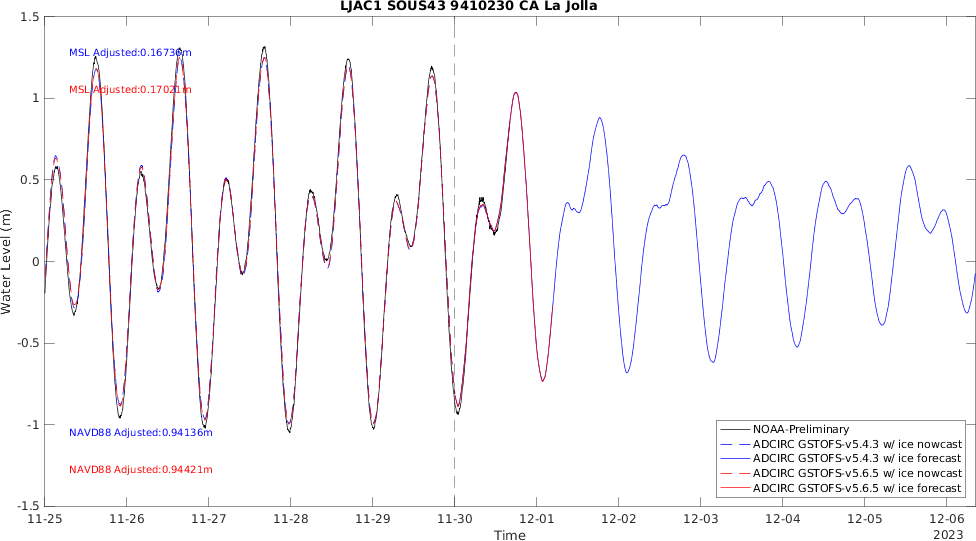 LJAC1 SOUS43 9410230 CA La Jolla
1.5
1
0.5
0
-0.5
-1
-1.5
Water Level (m)
MSL Adjusted:0.16736m
MSL Adjusted:0.17021m
NAVD88 Adjusted:0.94136m
NAVD88 Adjusted:0.94421m
NOAA-Preliminary
ADCIRC GSTOFS-v5.4.3 w/ ice nowcast
ADCIRC GSTOFS-v5.4.3 w/ ice forecast
ADCIRC GSTOFS-v5.6.5 w/ ice nowcast
ADCIRC GSTOFS-v5.6.5 w/ ice forecast
11-25 11-26 11-27 11-28 11-29 11-30 12-01 12-02 12-03 12-04 12-05 12-06
Time
2023